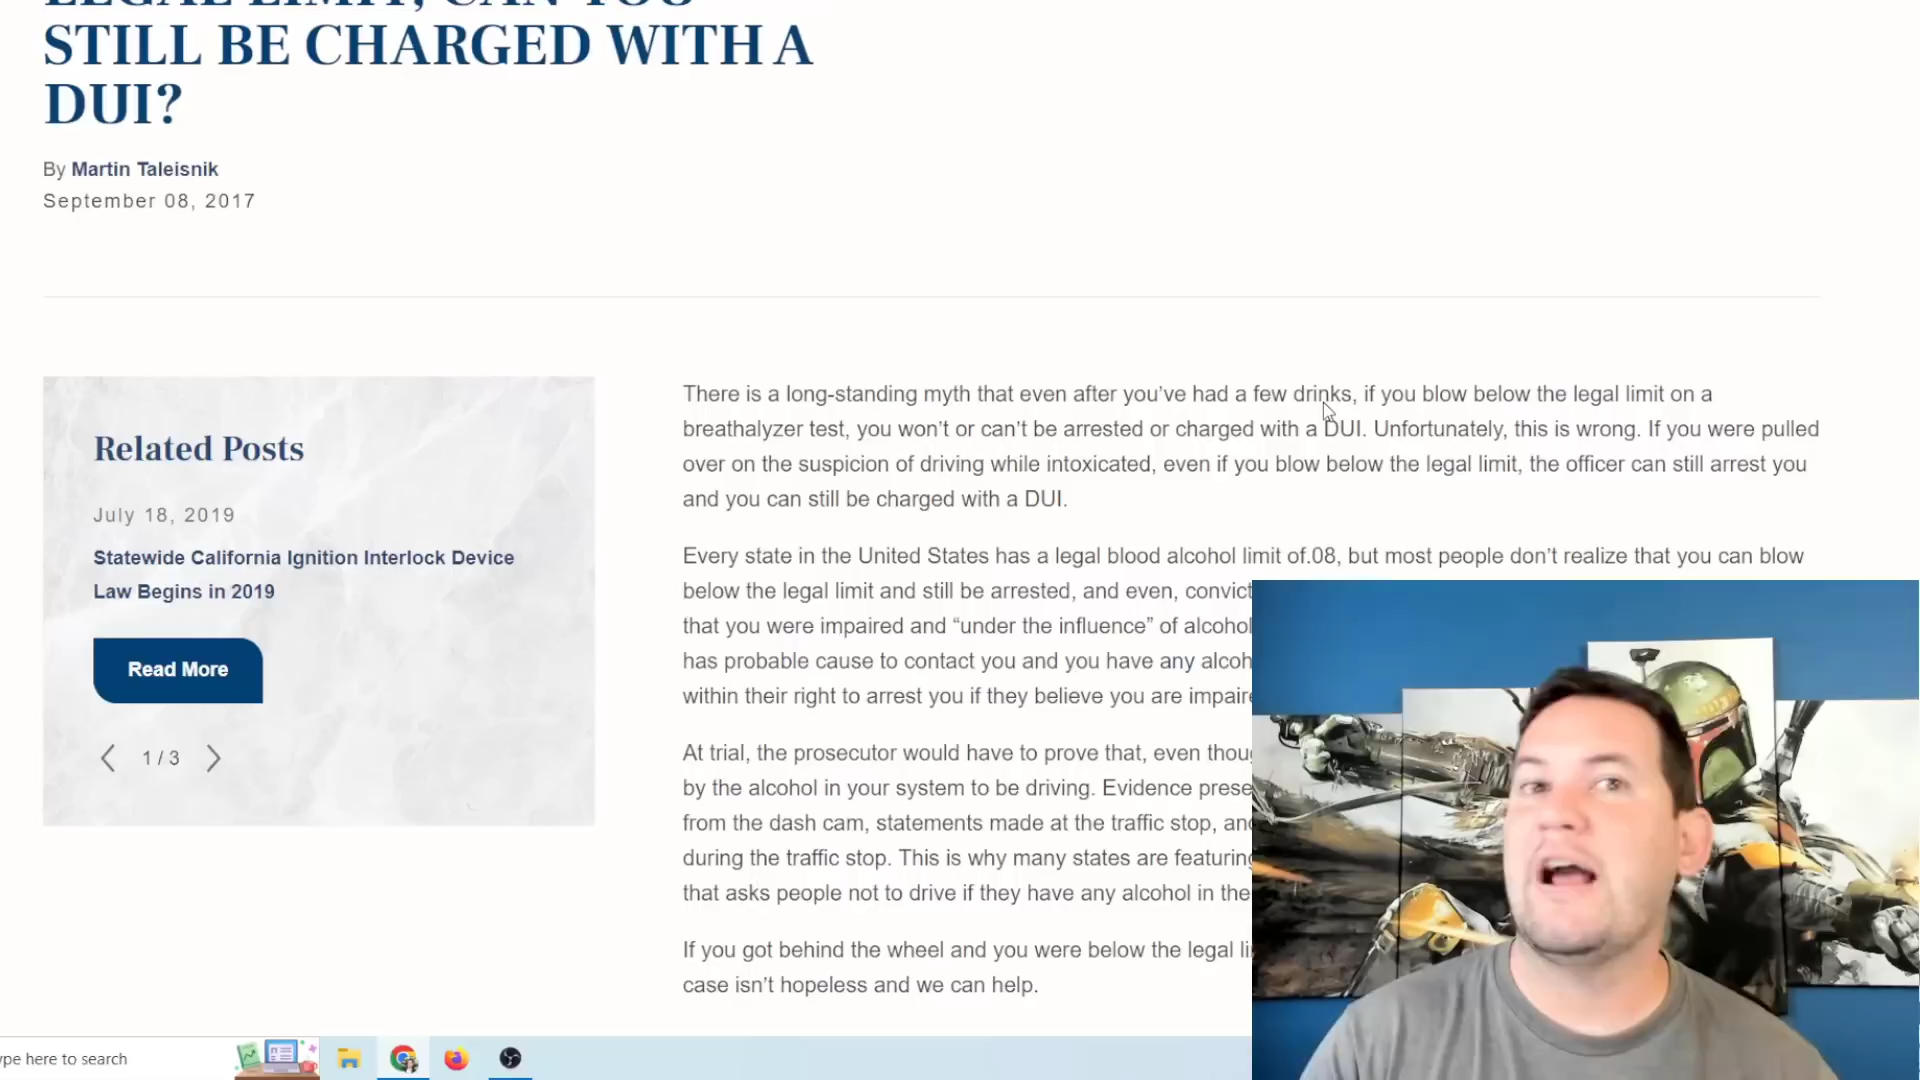 LEGAL LIMIT, CAN YOU
STILL BE CHARGED WITH A
DUI?
By Martin Taleisnik
September 08, 2017
Related Posts
July 18, 2019
Statewide California Ignition Interlock Device
Law Begins in 2019
Read More
1 / 3
There is a long-standing myth that even after you’ve had a few drinks, if you blow below the legal limit on a
breathalyzer test, you won’t or can’t be arrested or charged with a DUI. Unfortunately, this is wrong. If you were pulled
over on the suspicion of driving while intoxicated, even if you blow below the legal limit, the officer can still arrest you
and you can still be charged with a DUI.
Every state in the United States has a legal blood alcohol limit of.08, but most people don’t realize that you can blow
below the legal limit and still be arrested, and even, convict
that you were impaired and “under the influence” of alcohol
has probable cause to contact you and you have any alcoh
within their right to arrest you if they believe you are impaire
At trial, the prosecutor would have to prove that, even thou
by the alcohol in your system to be driving. Evidence prese
from the dash cam, statements made at the traffic stop, an
during the traffic stop. This is why many states are featuring
that asks people not to drive if they have any alcohol in the
If you got behind the wheel and you were below the legal li
case isn’t hopeless and we can help.
ype here to search